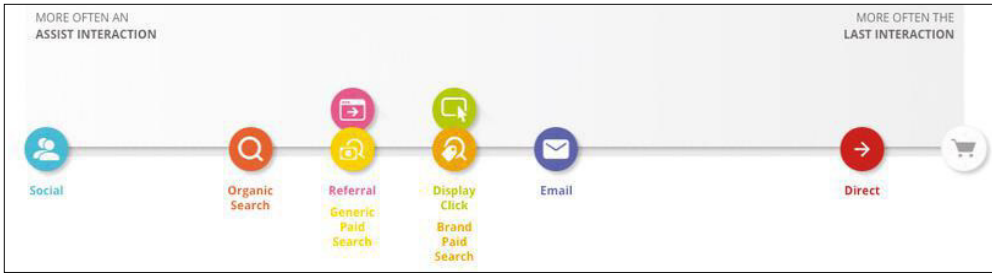 MORE OFTEN AN
ASSIST INTERACTION
MORE OFTEN THE
LAST INTERACTION
Social
Organic
Search
Referral
Generic
Paid
Search
Display
Click
Brand
Paid
Search
Email
Direct